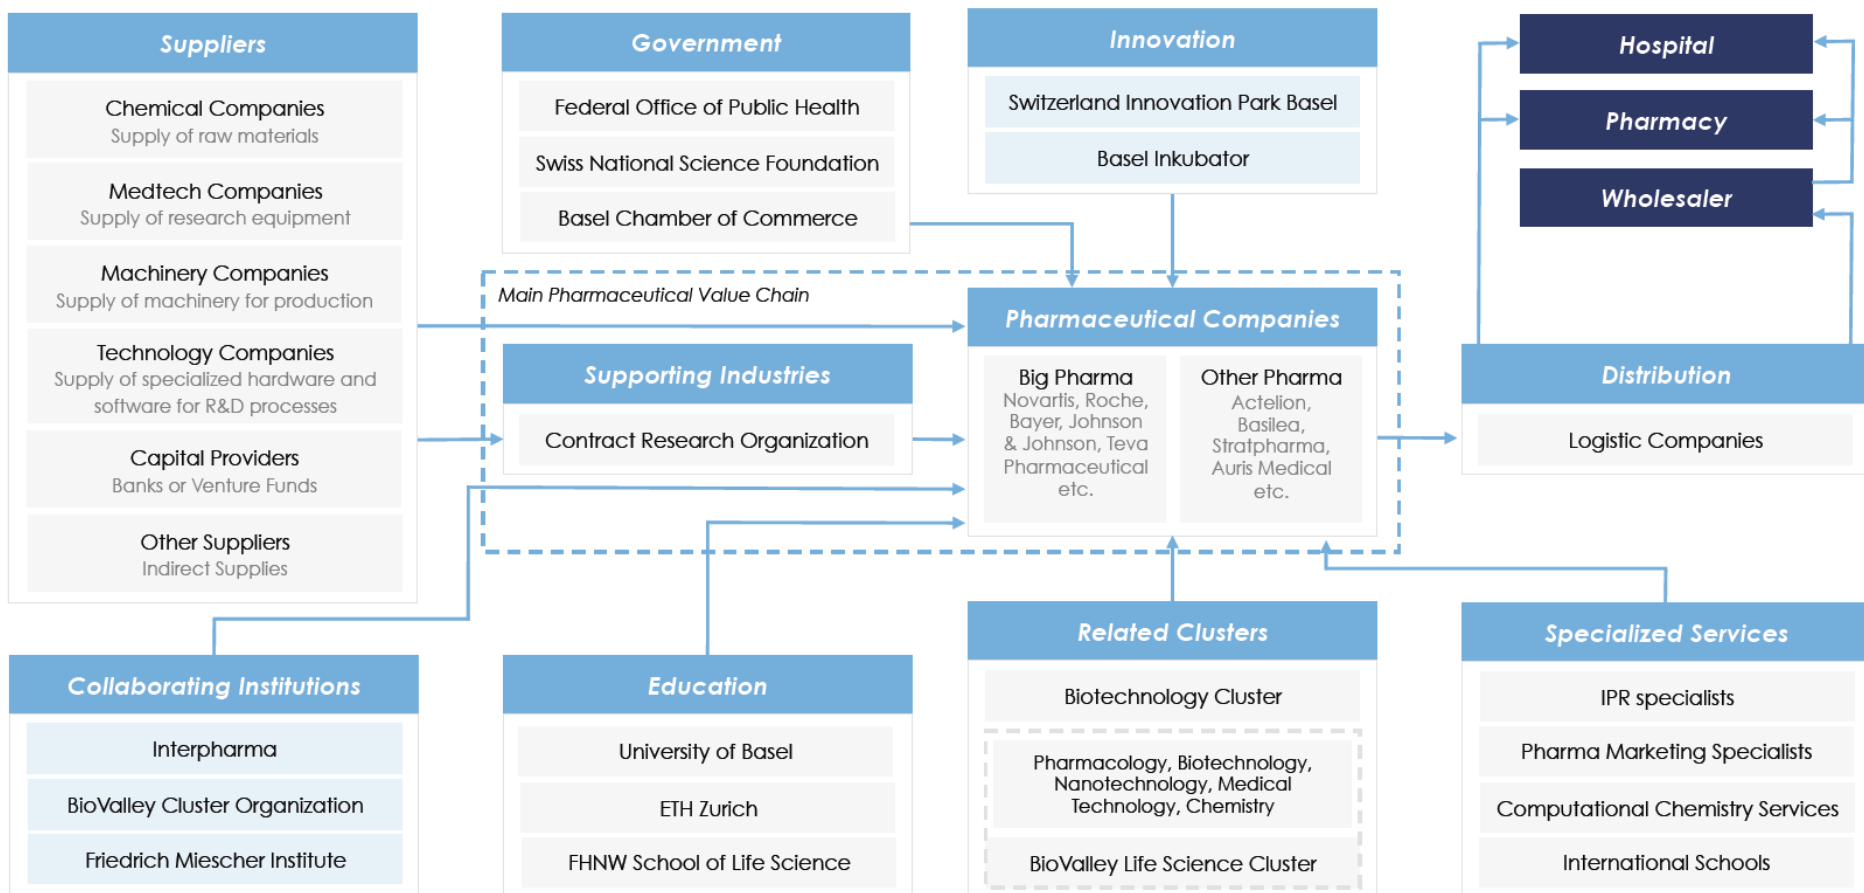 Suppliers
Chemical Companies
Supply of raw materials
Medtech Companies
Supply of research equipment
Machinery Companies
Supply of machinery for production
Technology Companies
Supply of specialized hardware and
software for R&D processes
Capital Providers
Banks or Venture Funds
Other Suppliers
Indirect Supplies
Government
Federal Office of Public Health
Swiss National Science Foundation
Basel Chamber of Commerce
Innovation
Switzerland Innovation Park Basel
Basel Inkubator
Hospital
Pharmacy
Wholesaler
Main Pharmaceutical Value Chain
Supporting Industries
Contract Research Organization
Pharmaceutical Companies
Big Pharma
Novartis, Roche,
Bayer, Johnson
& Johnson, Teva
Pharmaceutical
etc.
Other Pharma
Actelion,
Basilea,
Stratpharma,
Auris Medical
etc.
Distribution
Logistic Companies
Collaborating Institutions
Interpharma
BioValley Cluster Organization
Friedrich Miescher Institute
Education
University of Basel
ETH Zurich
FHNW School of Life Science
Related Clusters
Biotechnology Cluster
Pharmacology, Biotechnology,
Nanotechnology, Medical
Technology, Chemistry
BioValley Life Science Cluster
Specialized Services
IPR specialists
Pharma Marketing Specialists
Computational Chemistry Services
International Schools